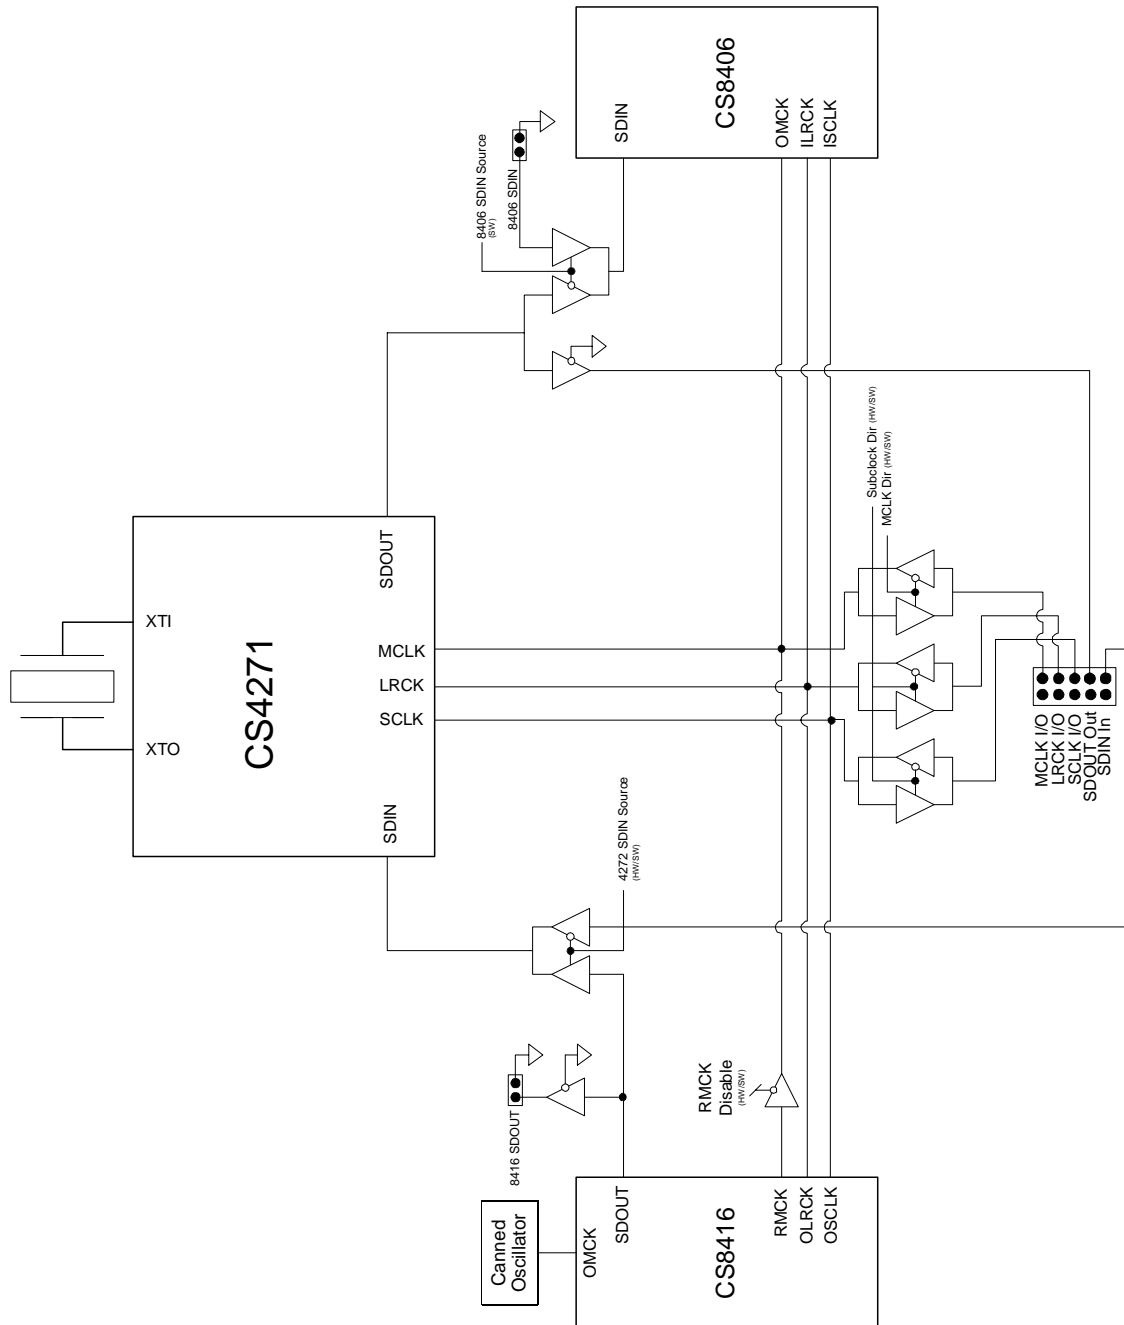 CS8406
SDIN
OMCK
ILRCK
ISCLK
8406 SDIN Source
(SW)
8406 SDIN
Subclock Dir (HW/SW)
MCLK Dir (HW/SW)
XTI
XTO
CS4271
SDOUT
MCLK
LRCK
SCLK
SDIN
MCLK I/O
LRCK I/O
SCLK I/O
SDOUT Out
SDIN In
4272 SDIN Source
(HW/SW)
RMCK
Disable
(HW/SW)
8416 SDOUT
Canned
Oscillator
OMCK
SDOUT
CS8416
RMCK
OLRCK
OSCLK